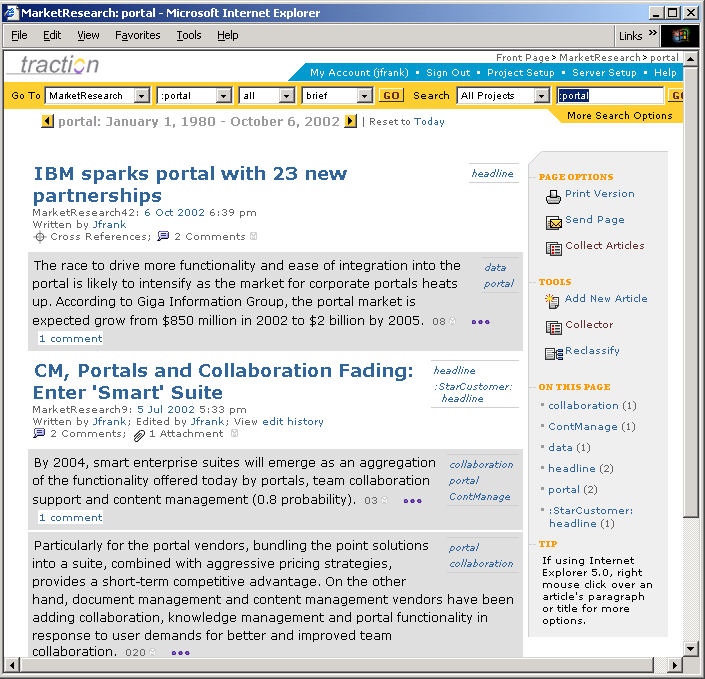 MarketResearch: portal - Microsoft Internet Explorer
File Edit View Favorites Tools Help Links »
traction
Front Page> MarketResearch> portal
My Account (jfrank) • Sign Out • Project Setup • Server Setup • Help
Go To MarketResearch :portal all brief GO Search All Projects :portal GO
More Search Options
portal: January 1, 1980 - October 6, 2002 | Reset to Today
IBM sparks portal with 23 new
partnerships
headline
MarketResearch42: 6 Oct 2002 6:39 pm
Written by Jfrank
Cross References; 2 Comments
The race to drive more functionality and ease of integration into the
portal is likely to intensify as the market for corporate portals heats
up. According to Giga Information Group, the portal market is
expected grow from $850 million in 2002 to $2 billion by 2005. 08
data
portal
1 comment
CM, Portals and Collaboration Fading:
Enter 'Smart' Suite
headline
:StarCustomer:
headline
MarketResearch9: 5 Jul 2002 5:33 pm
Written by Jfrank; Edited by Jfrank; View edit history
2 Comments; 1 Attachment
By 2004, smart enterprise suites will emerge as an aggregation
of the functionality offered today by portals, team collaboration
support and content management (0.8 probability). 03
collaboration
portal
ContManage
1 comment
Particularly for the portal vendors, bundling the point solutions
into a suite, combined with aggressive pricing strategies,
provides a short-term competitive advantage. On the other
hand, document management and content management vendors have been
adding collaboration, knowledge management and portal functionality in
response to user demands for better and improved team
collaboration. 020
portal
collaboration
PAGE OPTIONS
Print Version
Send Page
Collect Articles
TOOLS
Add New Article
Collector
Reclassify
ON THIS PAGE
• collaboration (1)
• ContManage (1)
• data (1)
• headline (2)
• portal (2)
• :StarCustomer:
headline (1)
TIP
If using Internet
Explorer 5.0, right
mouse click over an
article's paragraph
or title for more
options.